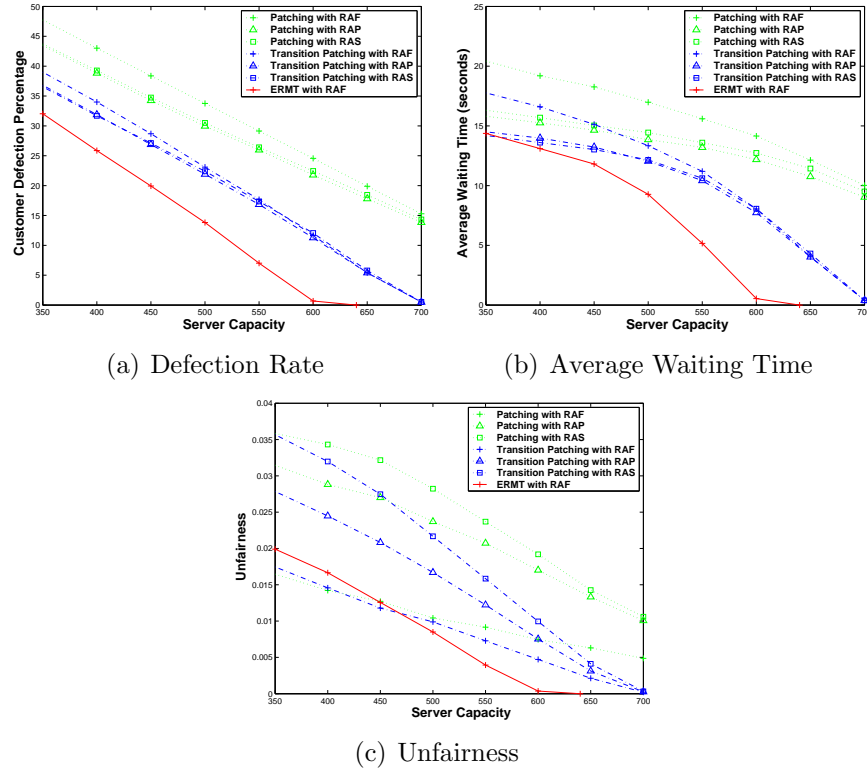 50
45
40
35
30
25
20
15
10
5
0
Customer Defection Percentage
Patching with RAF
Patching with RAP
Patching with RAS
Transition Patching with RAF
Transition Patching with RAP
Transition Patching with RAS
ERMT with RAF
350 400 450 500 550 600 650 700
Server Capacity
(a) Defection Rate
25
20
15
10
5
0
Average Waiting Time (seconds)
Patching with RAF
Patching with RAP
Patching with RAS
Transition Patching with RAF
Transition Patching with RAP
Transition Patching with RAS
ERMT with RAF
350 400 450 500 550 600 650 700
Server Capacity
(b) Average Waiting Time
0.04
0.035
0.03
0.025
0.02
0.015
0.01
0.005
0
Unfairness
Patching with RAF
Patching with RAP
Patching with RAS
Transition Patching with RAF
Transition Patching with RAP
Transition Patching with RAS
ERMT with RAF
350 400 450 500 550 600 650 700
Server Capacity
(c) Unfairness